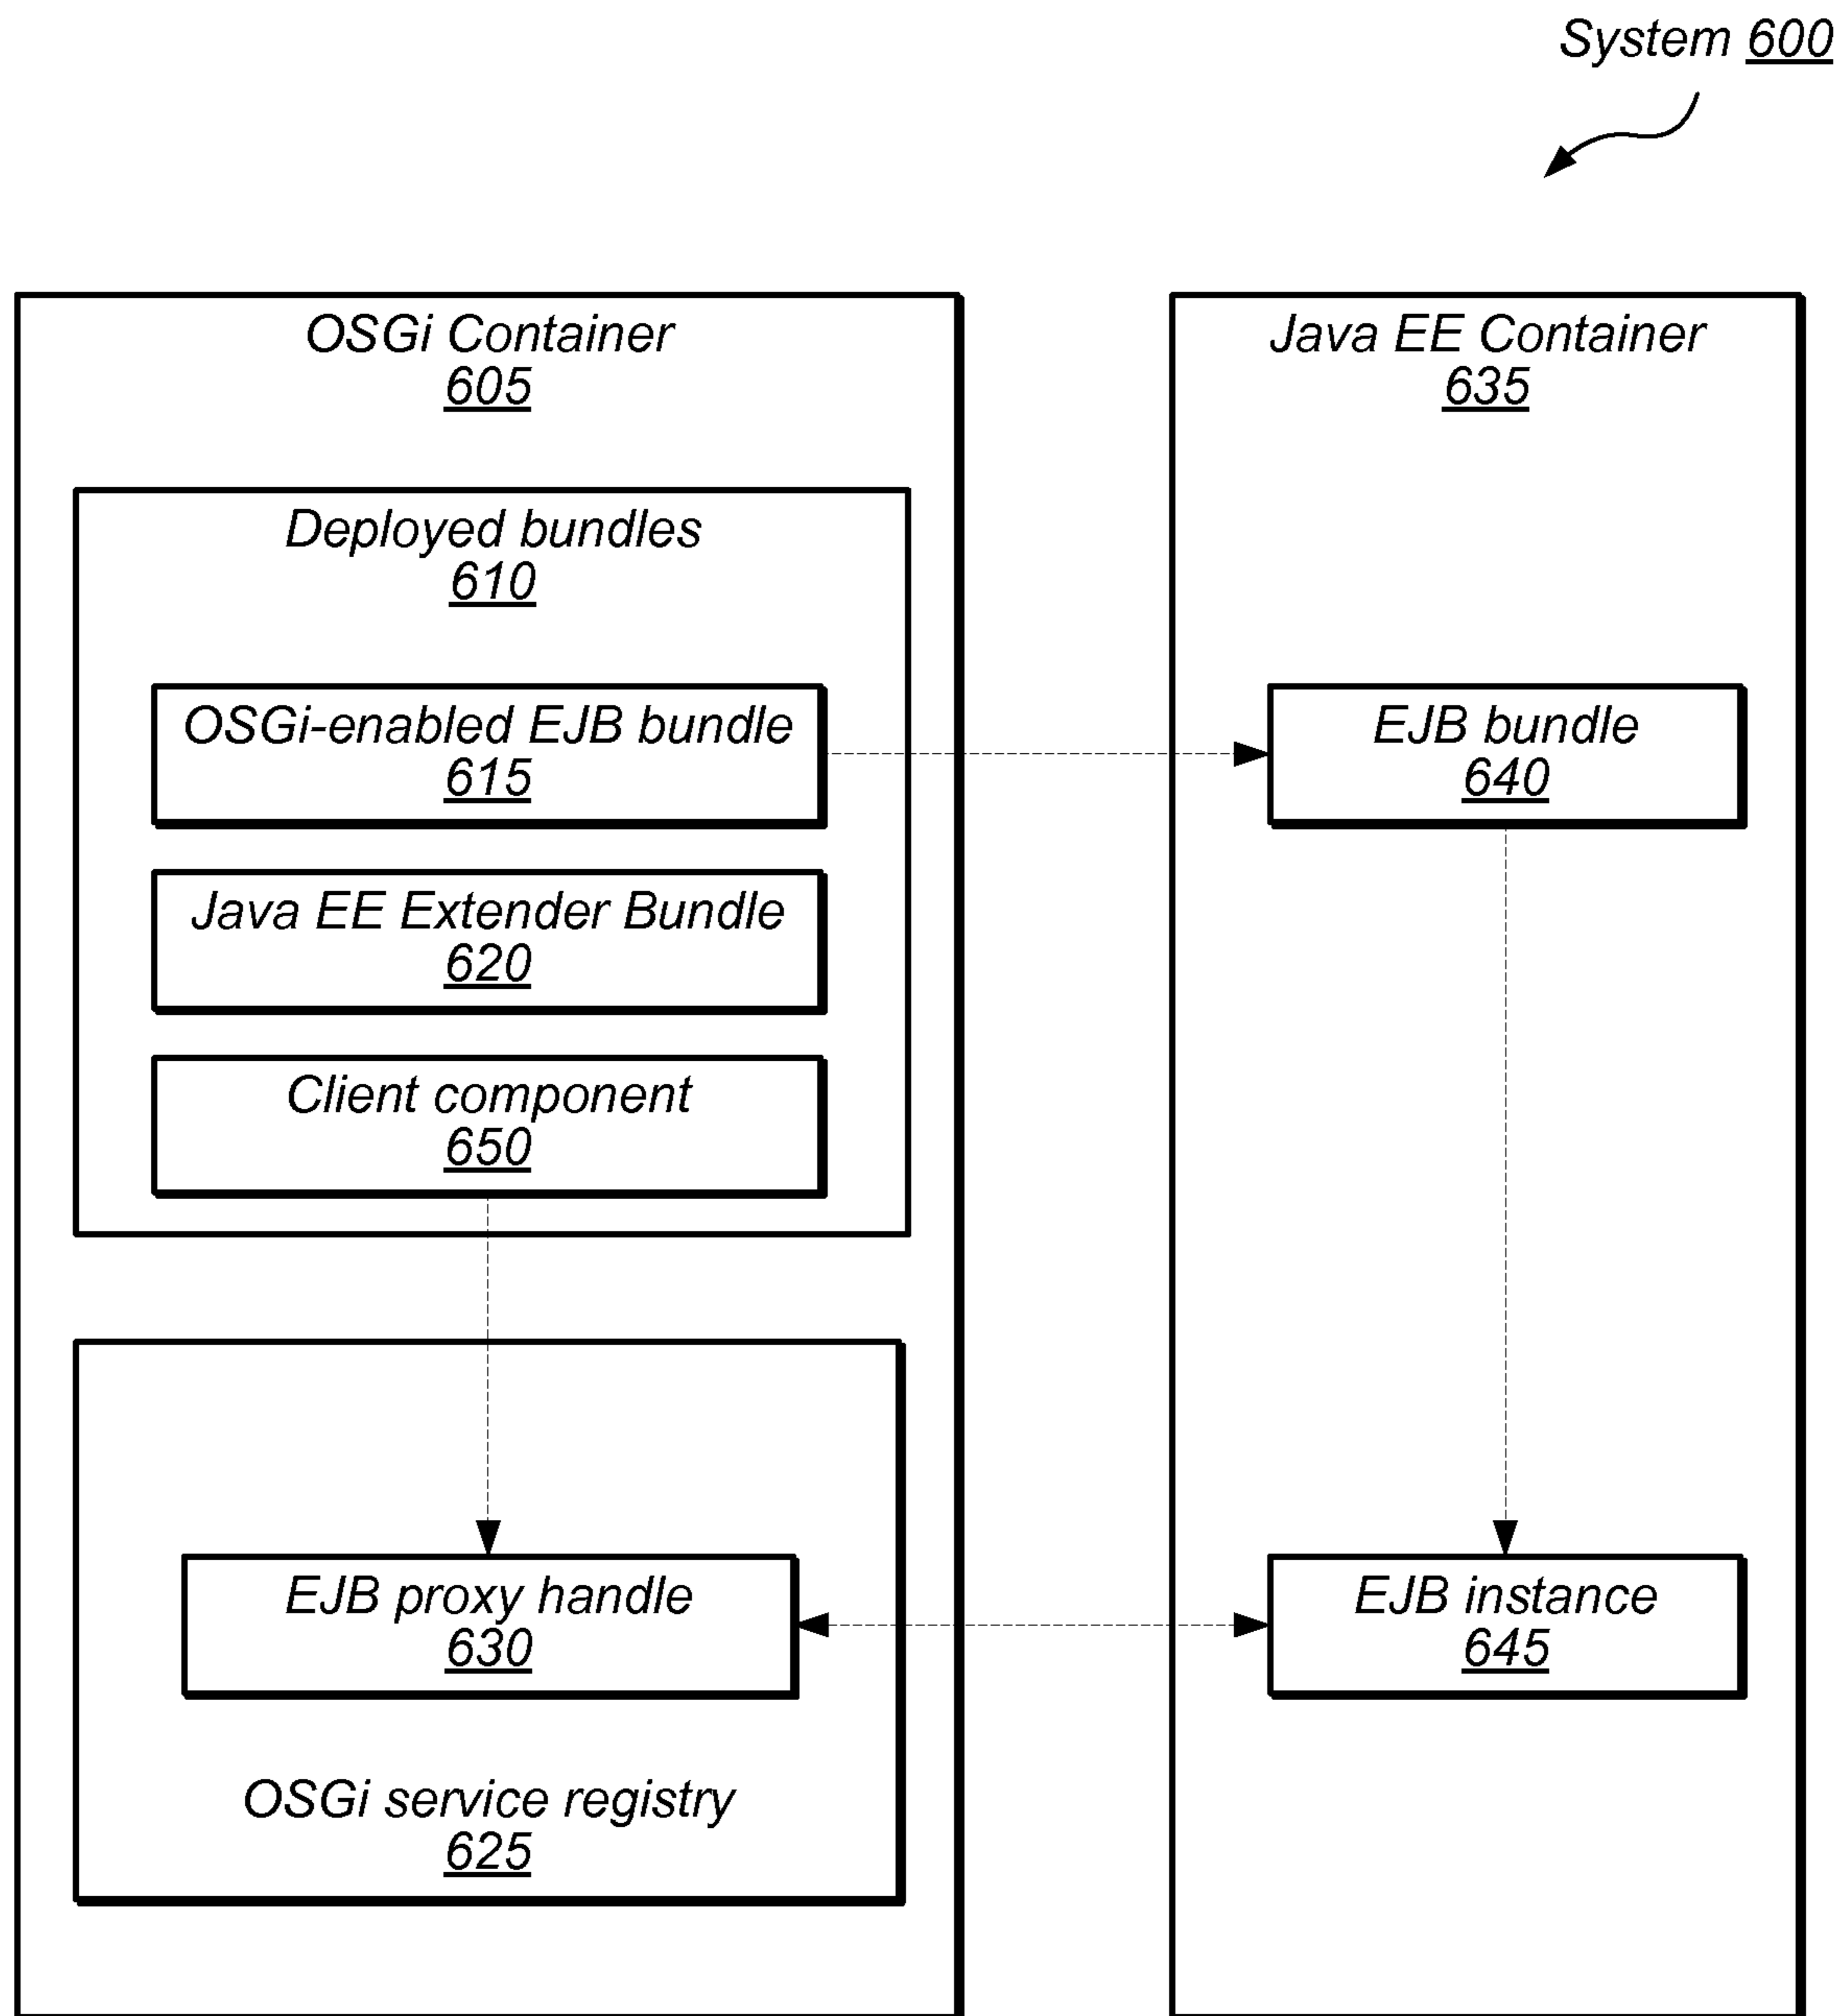 System 600
OSGi Container
605
Deployed bundles
610
OSGi-enabled EJB bundle
615
Java EE Extender Bundle
620
Client component
650
EJB proxy handle
630
OSGi service registry
625
Java EE Container
635
EJB bundle
640
EJB instance
645